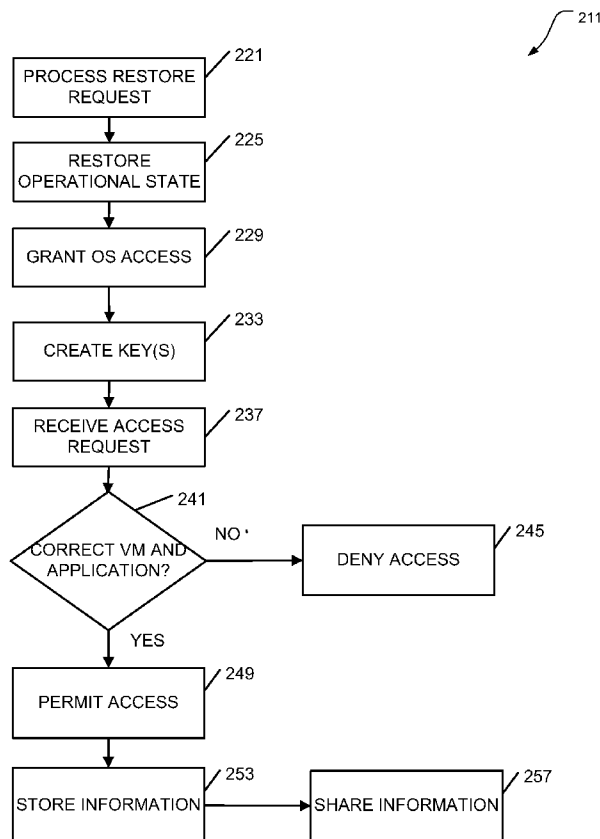 211
221
PROCESS RESTORE
REQUEST
225
RESTORE
OPERATIONAL STATE
229
GRANT OS ACCESS
233
CREATE KEY(S)
237
RECEIVE ACCESS
REQUEST
241
CORRECT VM AND
APPLICATION?
NO
245
DENY ACCESS
YES
249
PERMIT ACCESS
253
STORE INFORMATION
257
SHARE INFORMATION